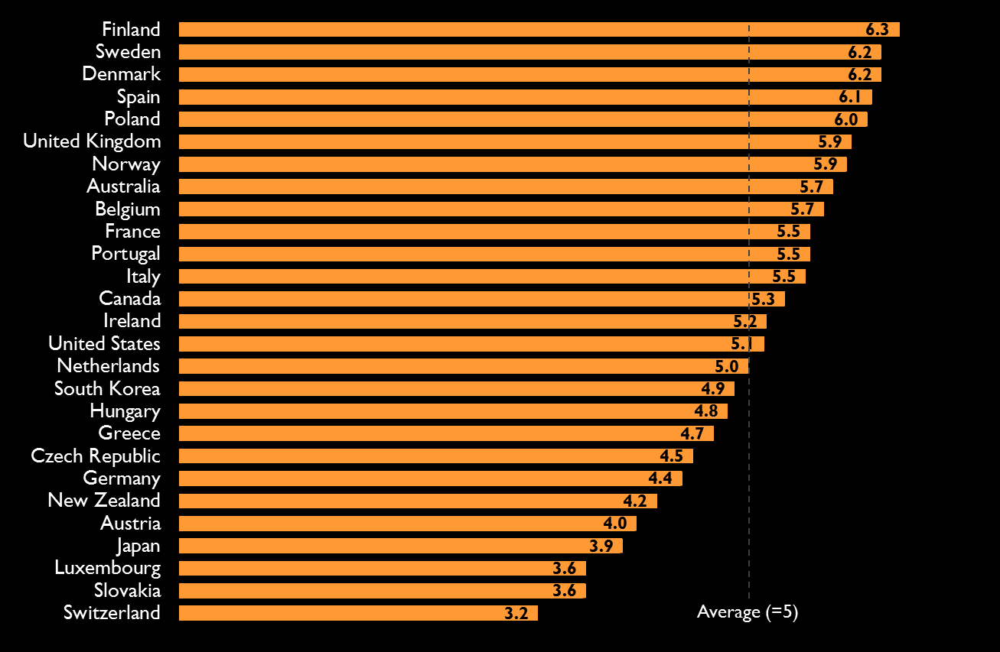 Finland 6.3
Sweden 6.2
Denmark 6.2
Spain 6.1
Poland 6.0
United Kingdom 5.9
Norway 5.9
Australia 5.7
Belgium 5.7
France 5.5
Portugal 5.5
Italy 5.5
Canada 5.3
Ireland 5.2
United States 5.1
Netherlands 5.0
South Korea 4.9
Hungary 4.8
Greece 4.7
Czech Republic 4.5
Germany 4.4
New Zealand 4.2
Austria 4.0
Japan 3.9
Luxembourg 3.6
Slovakia 3.6
Switzerland 3.2
Average (=5)